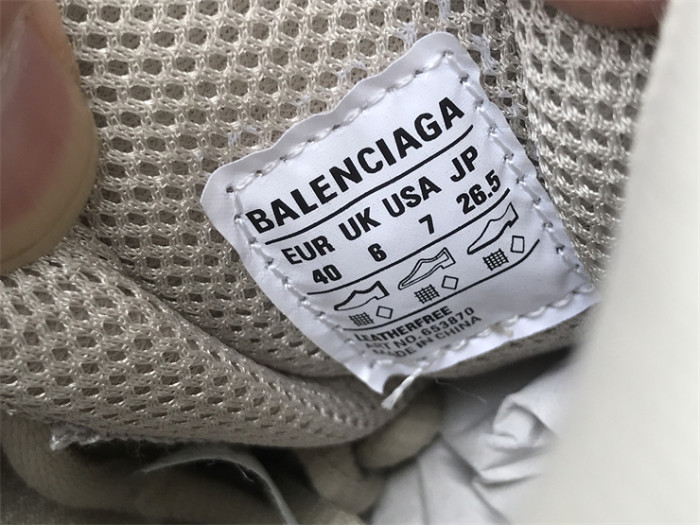 BALENCIAGA
EUR UK USA JP
40 6 7 26.5
LEATHERFREE
ART NO.653870
MADE IN CHINA